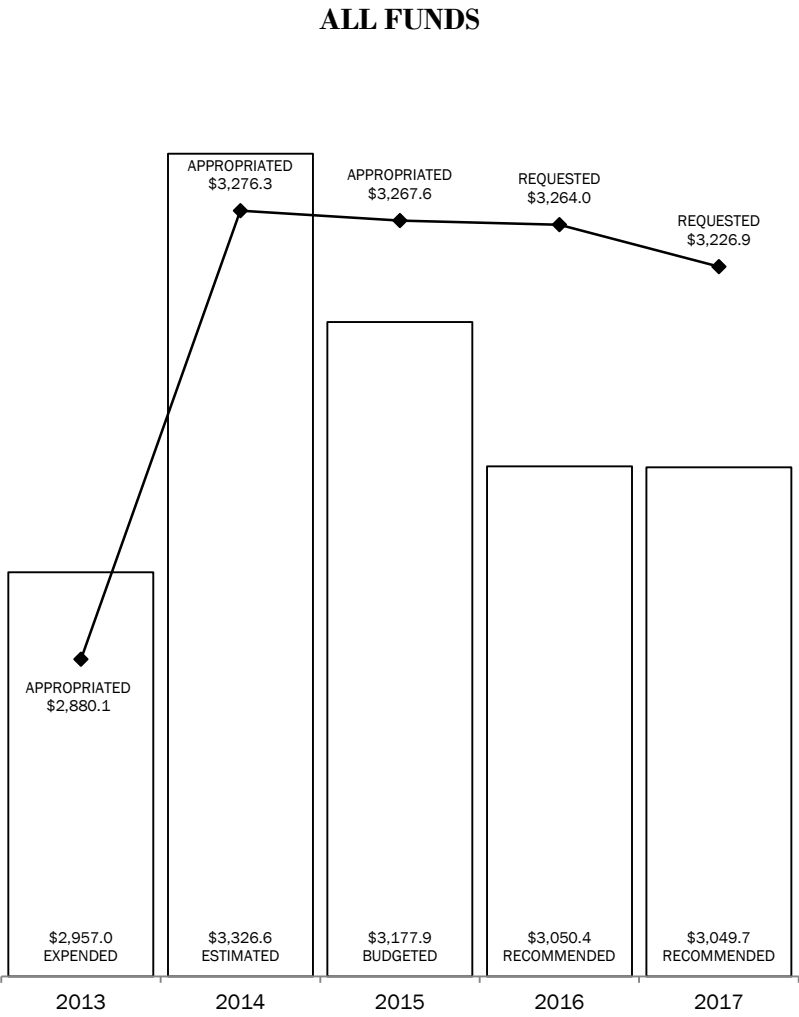 ALL FUNDS
APPROPRIATED
$3,276.3
APPROPRIATED
$3,267.6
REQUESTED
$3,264.0
REQUESTED
$3,226.9
APPROPRIATED
$2,880.1
$2,957.0
EXPENDED
$3,326.6
ESTIMATED
$3,177.9
BUDGETED
$3,050.4
RECOMMENDED
$3,049.7
RECOMMENDED
2013
2014
2015
2016
2017